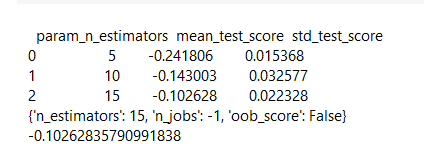 param_n_estimators mean_test_score std_test_score
0 5 -0.241806 0.015368
1 10 -0.143003 0.032577
2 15 -0.102628 0.022328
{'n_estimators': 15, 'n_jobs': -1, 'oob_score': False}
-0.10262835790991838